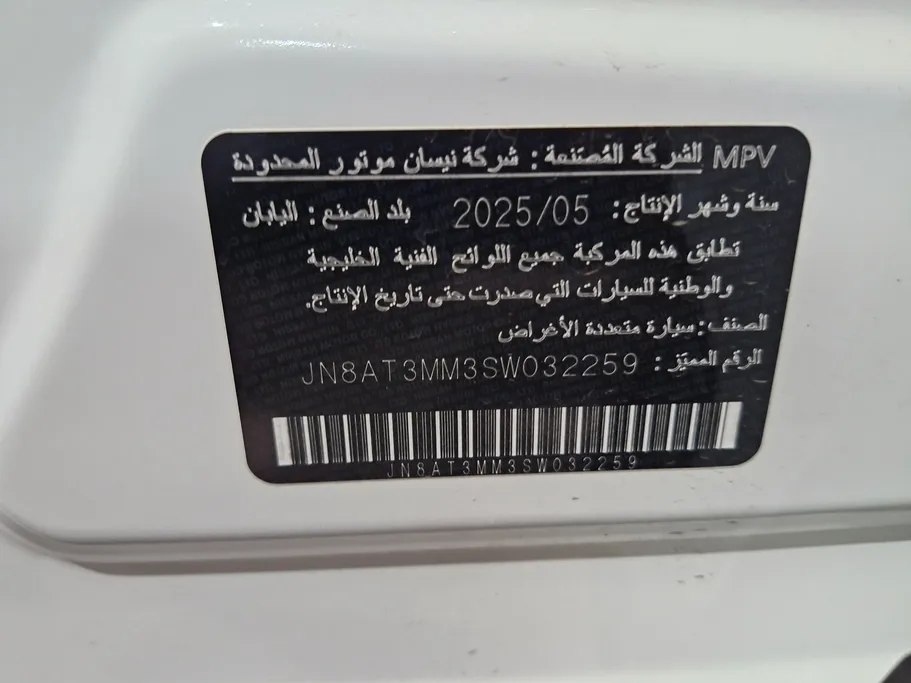 MPV الشركة المُصنعة : شركة نيسان موتور المحدودة
سنة وشهر الإنتاج : 2025/05 بلد الصنع : اليابان
تطابق هذه المركبة جميع اللوائح الفنية الخليجية
والوطنية للسيارات التي صدرت حتى تاريخ الإنتاج.
الصنف : سيارة متعددة الأغراض
الرقم المميّز : JN8AT3MM3SW032259
JN8AT3MM3SW032259